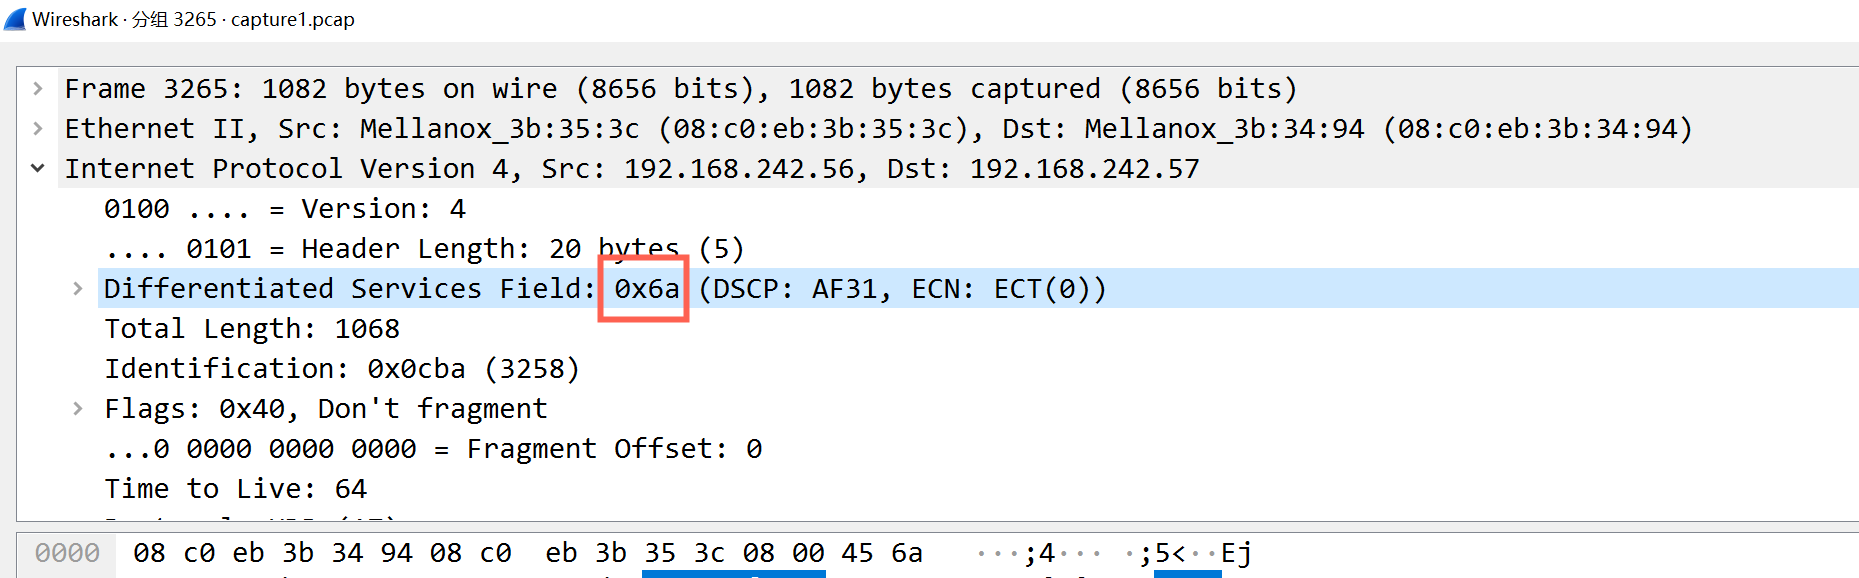 Wireshark · 分组 3265 · capture1.pcap
Frame 3265: 1082 bytes on wire (8656 bits), 1082 bytes captured (8656 bits)
Ethernet II, Src: Mellanox_3b:35:3c (08:c0:eb:3b:35:3c), Dst: Mellanox_3b:34:94 (08:c0:eb:3b:34:94)
Internet Protocol Version 4, Src: 192.168.242.56, Dst: 192.168.242.57
0100 .... = Version: 4
.... 0101 = Header Length: 20 bytes (5)
Differentiated Services Field: 0x6a (DSCP: AF31, ECN: ECT(0))
Total Length: 1068
Identification: 0x0cba (3258)
Flags: 0x40, Don't fragment
...0 0000 0000 0000 = Fragment Offset: 0
Time to Live: 64
0000 08 c0 eb 3b 34 94 08 c0 eb 3b 35 3c 08 00 45 6a ···;4··· ·;5<··Ej